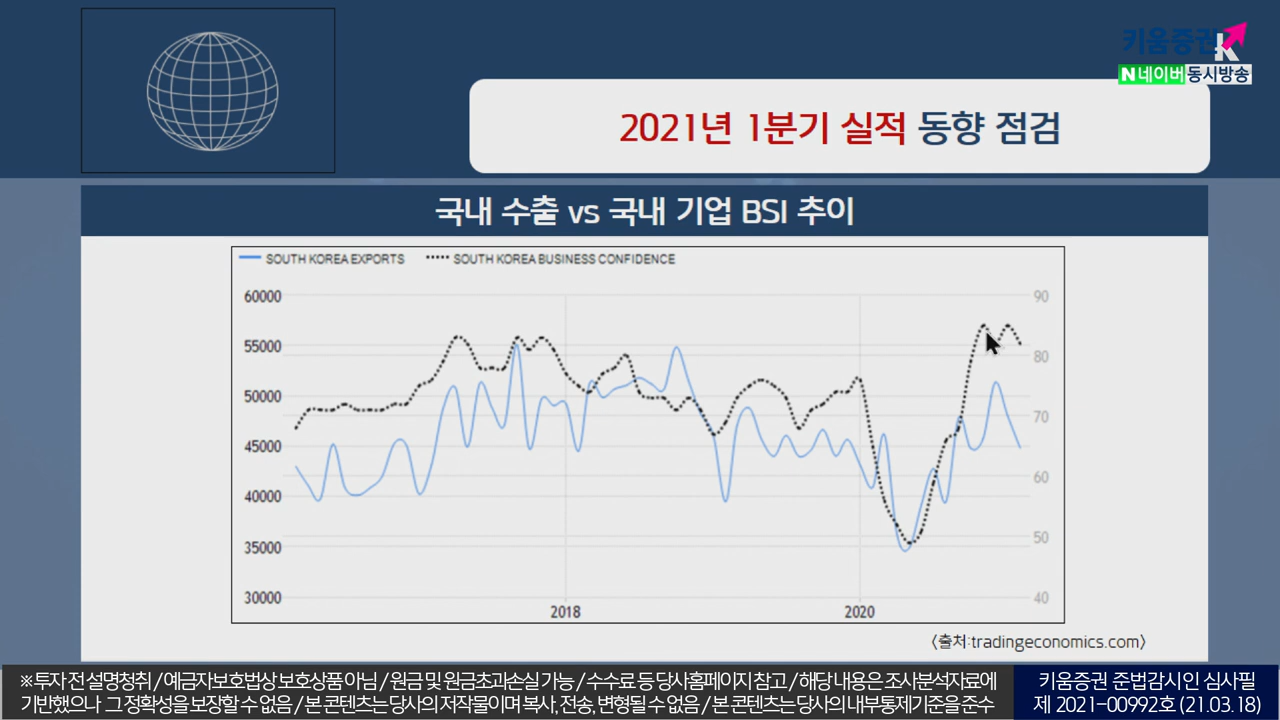 키움증권
N 네이버 동시방송
2021년 1분기 실적 동향 점검
국내 수출 vs 국내 기업 BSI 추이
SOUTH KOREA EXPORTS SOUTH KOREA BUSINESS CONFIDENCE
60000 90
55000 80
50000 70
45000
40000 60
35000 50
30000 40
2018 2020
〈출처:tradingeconomics.com〉
※투자 전 설명청취 / 예금자보호법상 보호상품 아님 / 원금 및 원금초과손실 가능 / 수수료 등 당사홈페이지 참고 / 해당 내용은 조사분석자료에
기반했으나 그 정확성을 보장할 수 없음 / 본 콘텐츠는 당사의 저작물이며 복사, 전송, 변형될 수 없음 / 본 콘텐츠는 당사의 내부통제기준을 준수
키움증권 준법감시인 심사필
제 2021-00992호 (21.03.18)